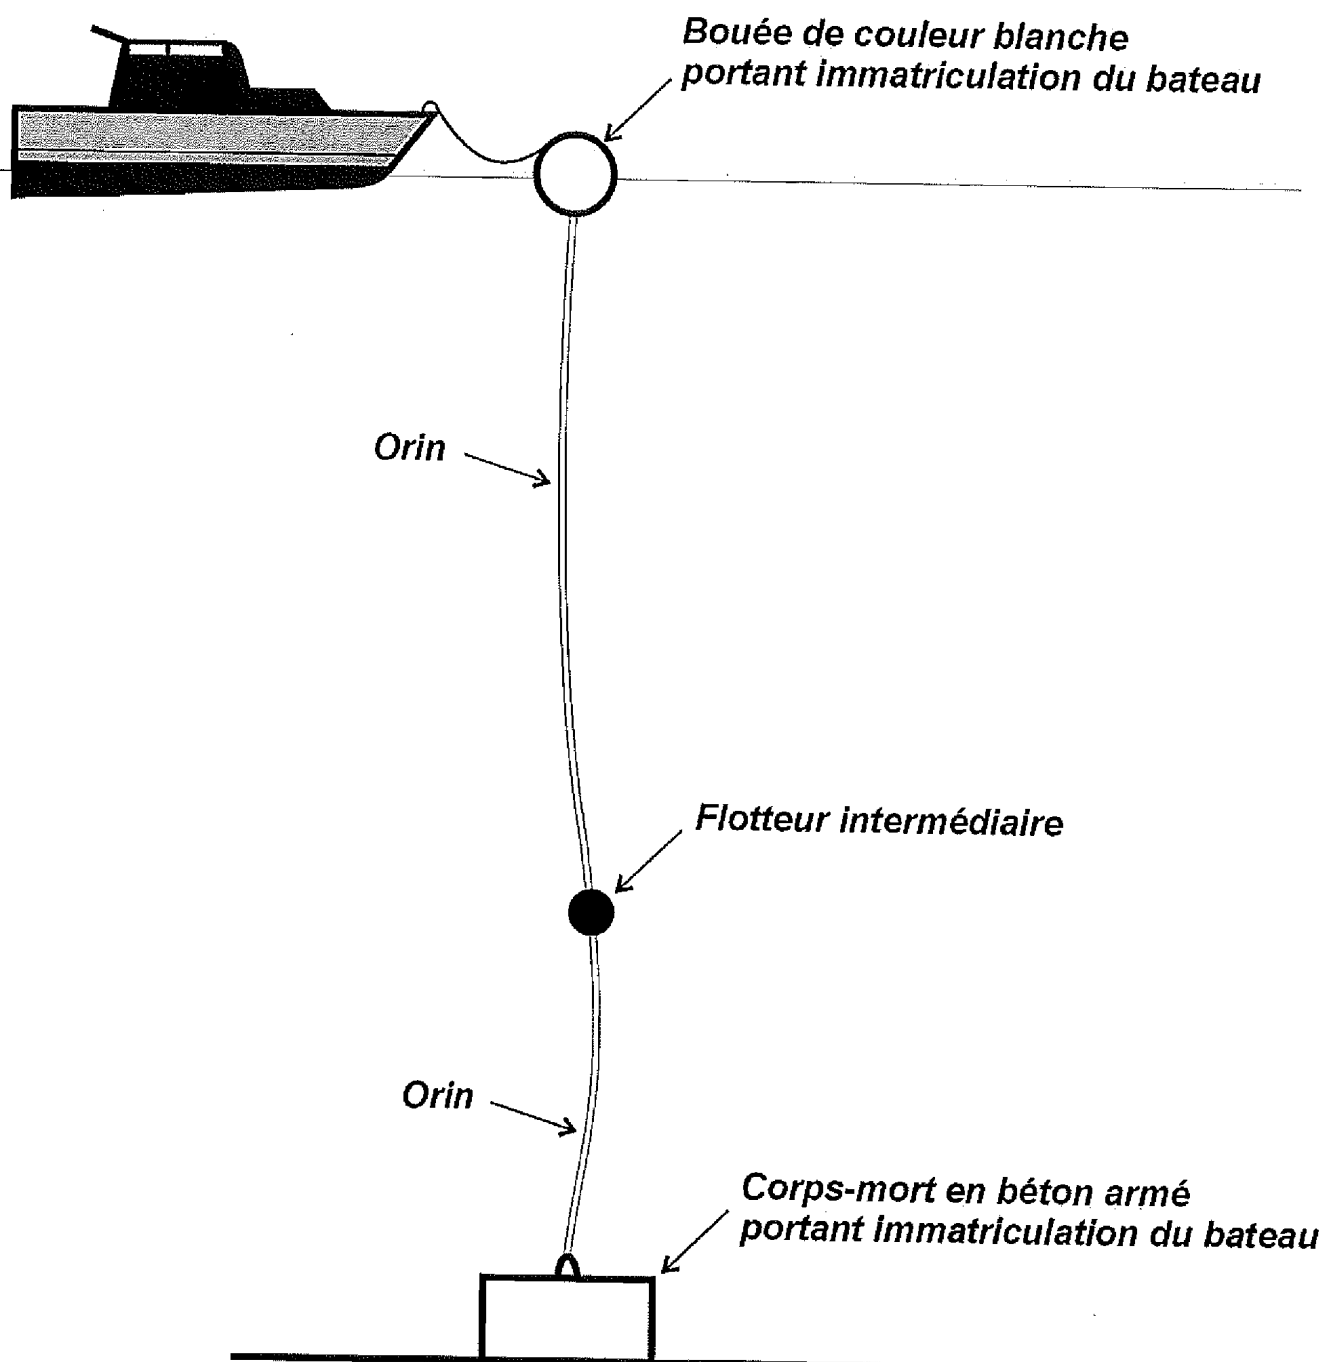 Bouée de couleur blanche
portant immatriculation du bateau
Orin
Flotteur intermédiaire
Orin
Corps-mort en béton armé
portant immatriculation du bateau